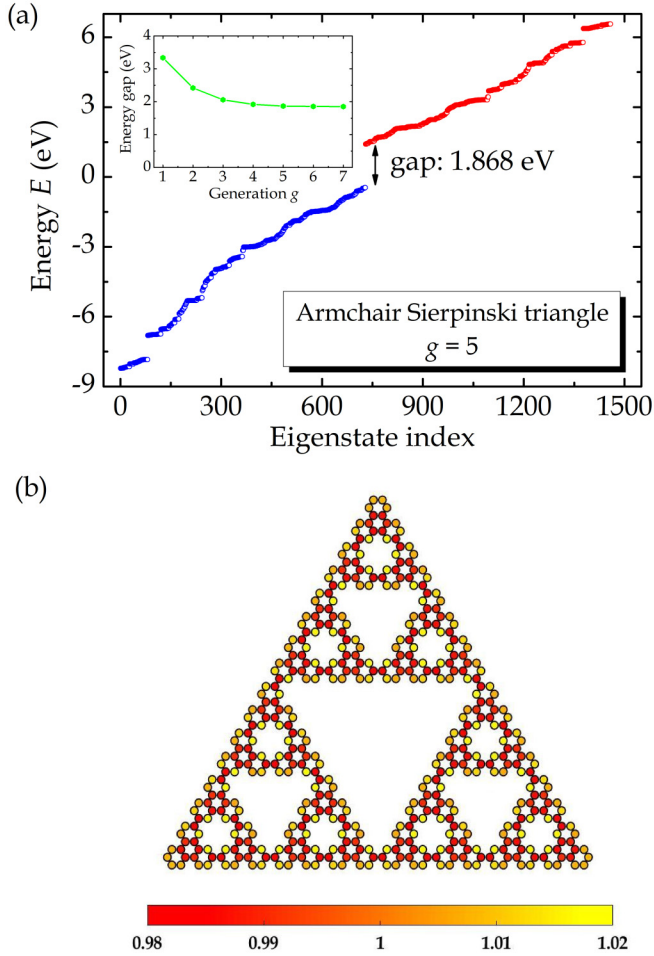 (a)
Energy E (eV)
6
3
0
-3
-6
-9
Energy gap (eV)
4
3
2
1
0
1 2 3 4 5 6 7
Generation g
gap: 1.868 eV
Armchair Sierpinski triangle
g = 5
0 300 600 900 1200 1500
Eigenstate index
(b)
0.98 0.99 1 1.01 1.02